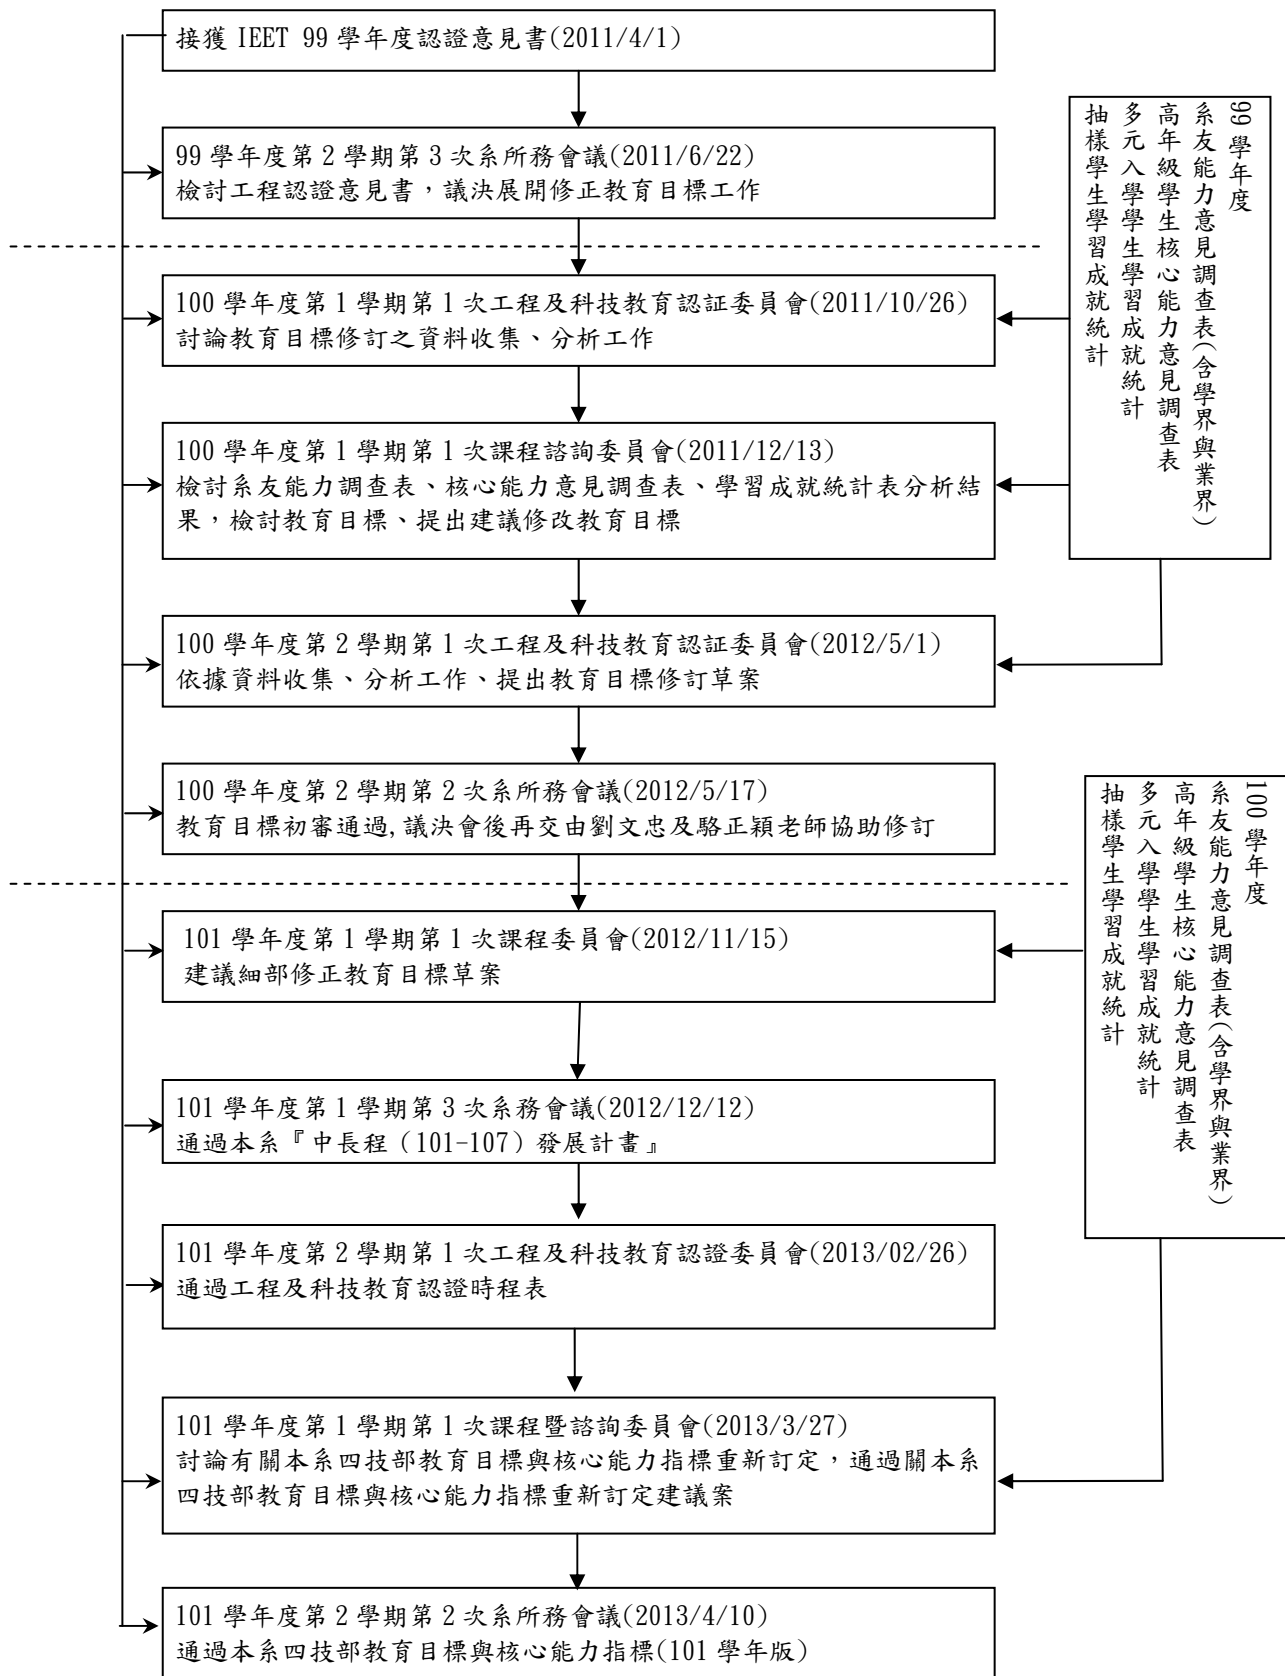 接獲 IEET 99 學年度認證意見書(2011/4/1)
99 學年度第 2 學期第 3 次系所務會議(2011/6/22)
檢討工程認證意見書，議決展開修正教育目標工作
100 學年度第 1 學期第 1 次工程及科技教育認証委員會(2011/10/26)
討論教育目標修訂之資料收集、分析工作
100 學年度第 1 學期第 1 次課程諮詢委員會(2011/12/13)
檢討系友能力調查表、核心能力意見調查表、學習成就統計表分析結
果，檢討教育目標、提出建議修改教育目標
100 學年度第 2 學期第 1 次工程及科技教育認証委員會(2012/5/1)
依據資料收集、分析工作、提出教育目標修訂草案
99 學年度
系友能力意見調查表(含學界與業界)
高年級學生核心能力意見調查表
多元入學學生學習成就統計
抽樣學生學習成就統計
100 學年度第 2 學期第 2 次系所務會議(2012/5/17)
教育目標初審通過,議決會後再交由劉文忠及駱正穎老師協助修訂
101 學年度第 1 學期第 1 次課程委員會(2012/11/15)
建議細部修正教育目標草案
101 學年度第 1 學期第 3 次系務會議(2012/12/12)
通過本系『中長程（101-107）發展計畫』
101 學年度第 2 學期第 1 次工程及科技教育認證委員會(2013/02/26)
通過工程及科技教育認證時程表
101 學年度第 1 學期第 1 次課程暨諮詢委員會(2013/3/27)
討論有關本系四技部教育目標與核心能力指標重新訂定，通過關本系
四技部教育目標與核心能力指標重新訂定建議案
100 學年度
系友能力意見調查表(含學界與業界)
高年級學生核心能力意見調查表
多元入學學生學習成就統計
抽樣學生學習成就統計
101 學年度第 2 學期第 2 次系所務會議(2013/4/10)
通過本系四技部教育目標與核心能力指標(101 學年版)